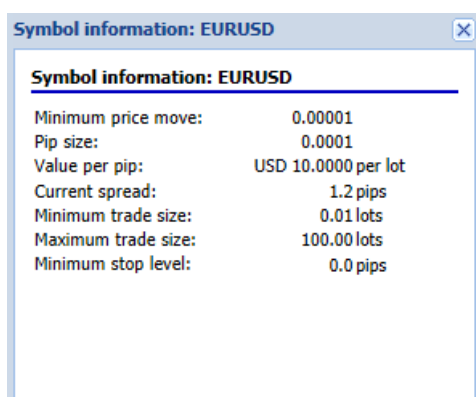 Symbol information: EURUSD
Symbol information: EURUSD
Minimum price move: 0.00001
Pip size: 0.0001
Value per pip: USD 10.0000 per lot
Current spread: 1.2 pips
Minimum trade size: 0.01 lots
Maximum trade size: 100.00 lots
Minimum stop level: 0.0 pips